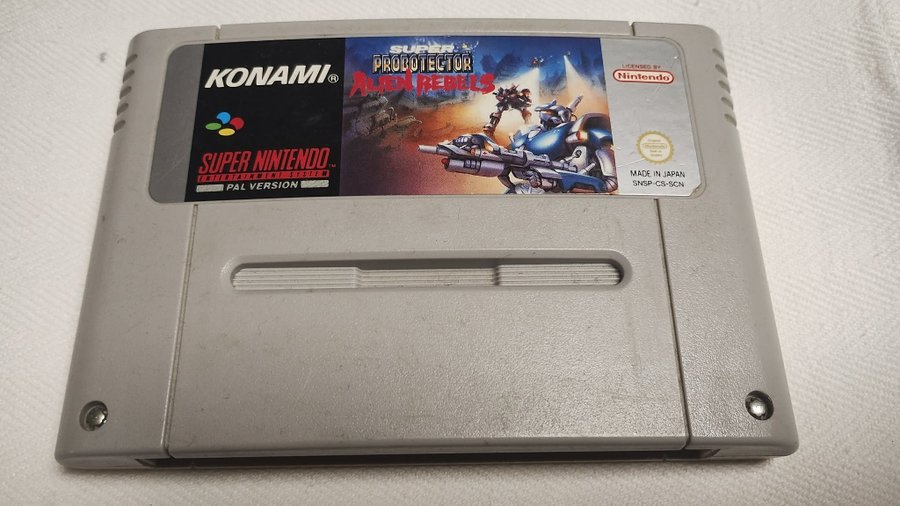 KONAMI®
SUPER NINTENDO™
ENTERTAINMENT SYSTEM
PAL VERSION
SUPER
PROBOTECTOR
ALIEN REBELS
LICENSED BY
Nintendo
MADE IN JAPAN
SNSP-CS-SCN